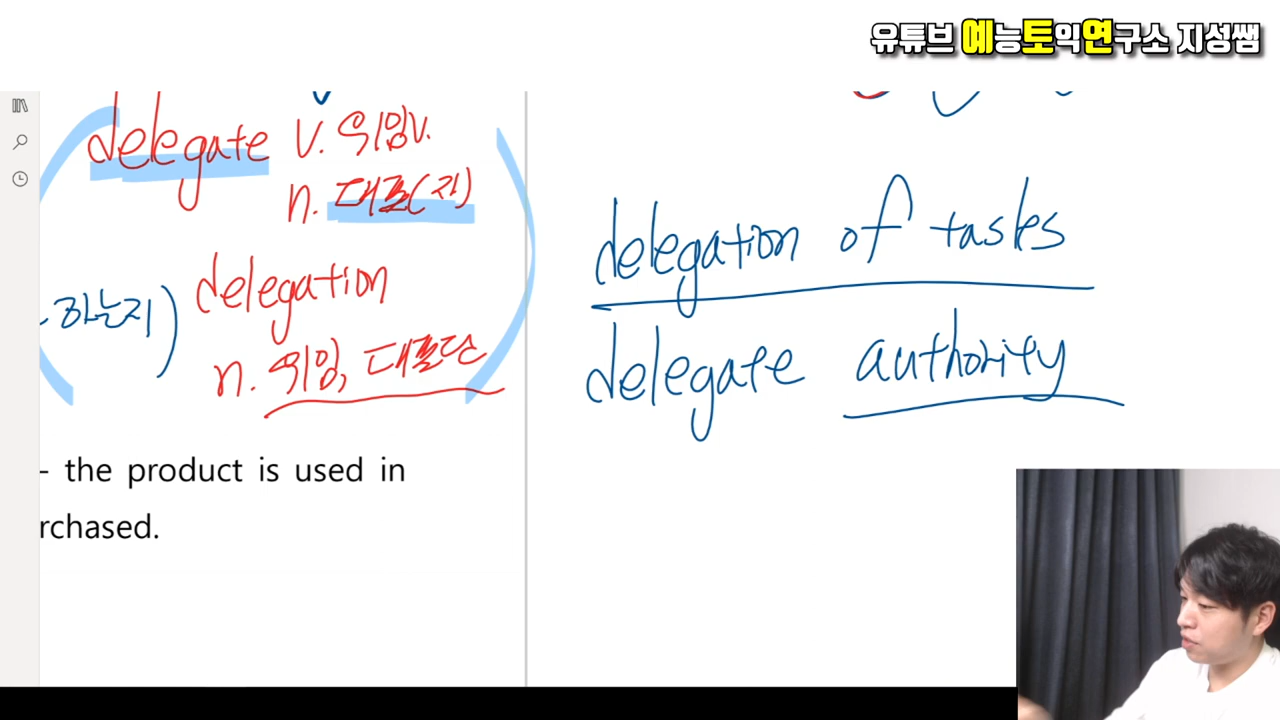 유튜브 예능토익연구소 지성쌤
delegate v. 위임v.
n. 대표(자)
delegation
n. 위임, 대표단
하는지)
- the product is used in
rchased.
delegation of tasks
delegate authority